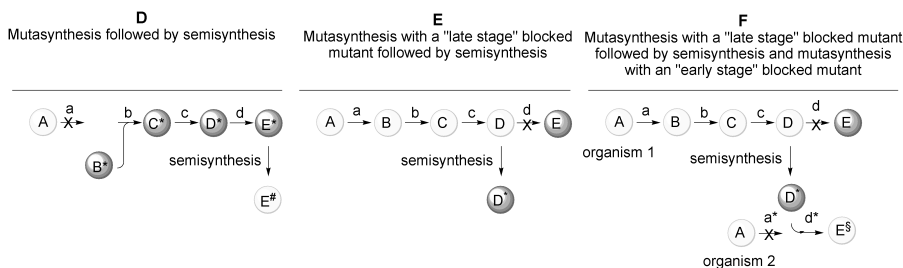 D
Mutasynthesis followed by semisynthesis
a
A X
b c d
C* D* E*
B*
semisynthesis
E#
E
Mutasynthesis with a "late stage" blocked
mutant followed by semisynthesis
a b c d
A B C D X E
semisynthesis
D*
F
Mutasynthesis with a "late stage" blocked mutant
followed by semisynthesis and mutasynthesis
with an "early stage" blocked mutant
a b c d
A B C D X E
organism 1
semisynthesis
D*
a* d*
A X E§
organism 2